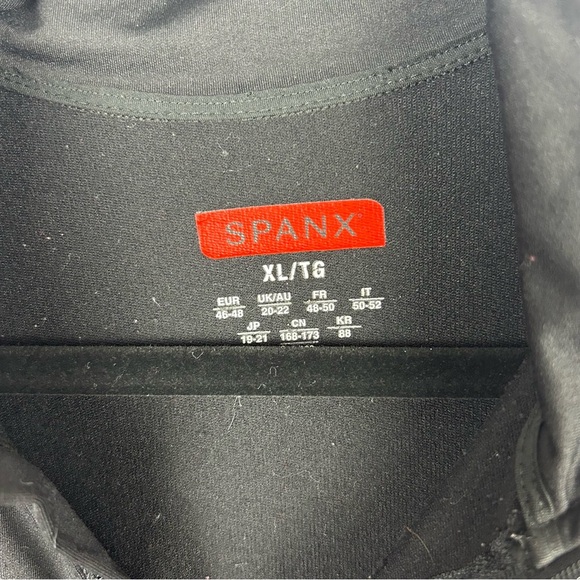 SPANX
XL/TG
EUR UK/AU FR IT
46-48 20-22 48-50 50-52
JP CN KR
19-21 168-173 88